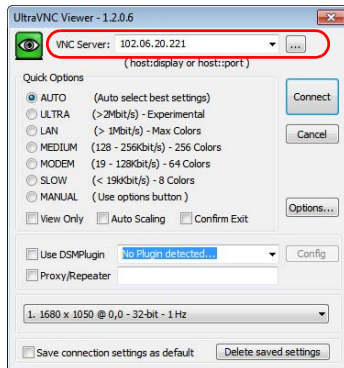 UltraVNC Viewer - 1.2.0.6
VNC Server: 102.06.20.221
...
( host:display or host::port )
Quick Options
AUTO (Auto select best settings)
Connect
ULTRA (>2Mbit/s) - Experimental
LAN (> 1Mbit/s) - Max Colors
Cancel
MEDIUM (128 - 256Kbit/s) - 256 Colors
MODEM (19 - 128Kbit/s) - 64 Colors
SLOW (< 19kKbit/s) - 8 Colors
MANUAL (Use options button )
Options...
View Only Auto Scaling Confirm Exit
Use DSMPlugin No Plugin detected... Config
Proxy/Repeater
1. 1680 x 1050 @ 0,0 - 32-bit - 1 Hz
Save connection settings as default Delete saved settings